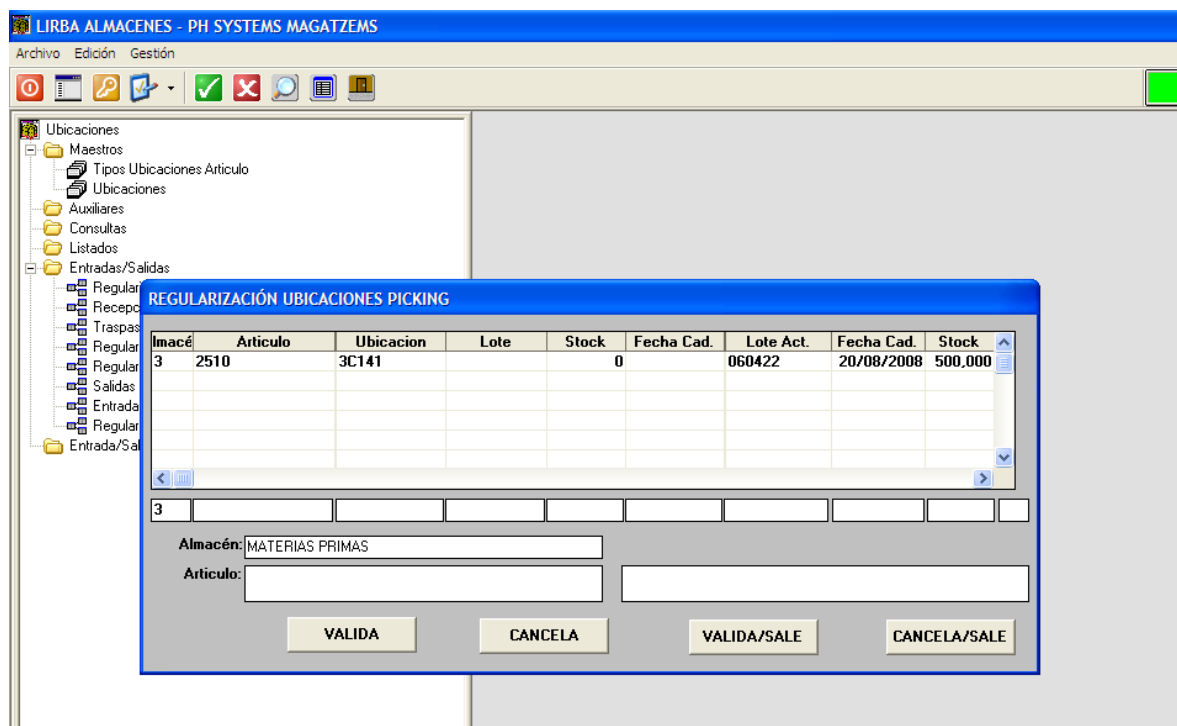 LIRBA ALMACENES - PH SYSTEMS MAGATZEMS
Archivo Edición Gestión
Ubicaciones
Maestros
Tipos Ubicaciones Articulo
Ubicaciones
Auxiliares
Consultas
Listados
Entradas/Salidas
Regulari
Recepc
Traspas
Regular
Regular
Salidas
Entrada
Regular
Entrada/Sal
REGULARIZACIÓN UBICACIONES PICKING
lmacé Articulo Ubicacion Lote Stock Fecha Cad. Lote Act. Fecha Cad. Stock
3 2510 3C141 0 060422 20/08/2008 500,000
3
Almacén: MATERIAS PRIMAS
Articulo:
VALIDA CANCELA VALIDA/SALE CANCELA/SALE